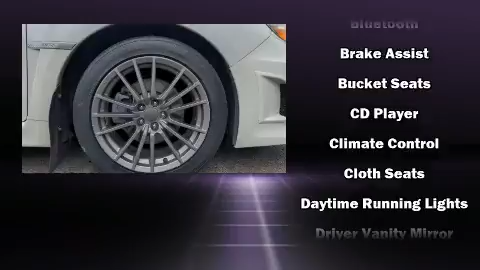 Bluetooth
Brake Assist
Bucket Seats
CD Player
Climate Control
Cloth Seats
Daytime Running Lights
Driver Vanity Mirror